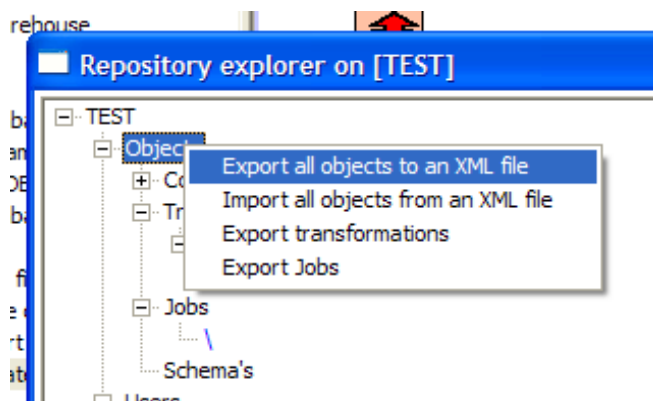 rehouse
Repository explorer on [TEST]
TEST
Export all objects to an XML file
Import all objects from an XML file
Export transformations
Export Jobs
Jobs
\
Schema's
Users